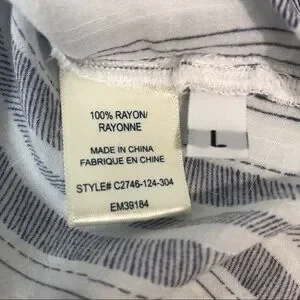 100% RAYON/
RAYONNE
MADE IN CHINA
FABRIQUE EN CHINE
STYLE# C2746-124-304
EM39184
L